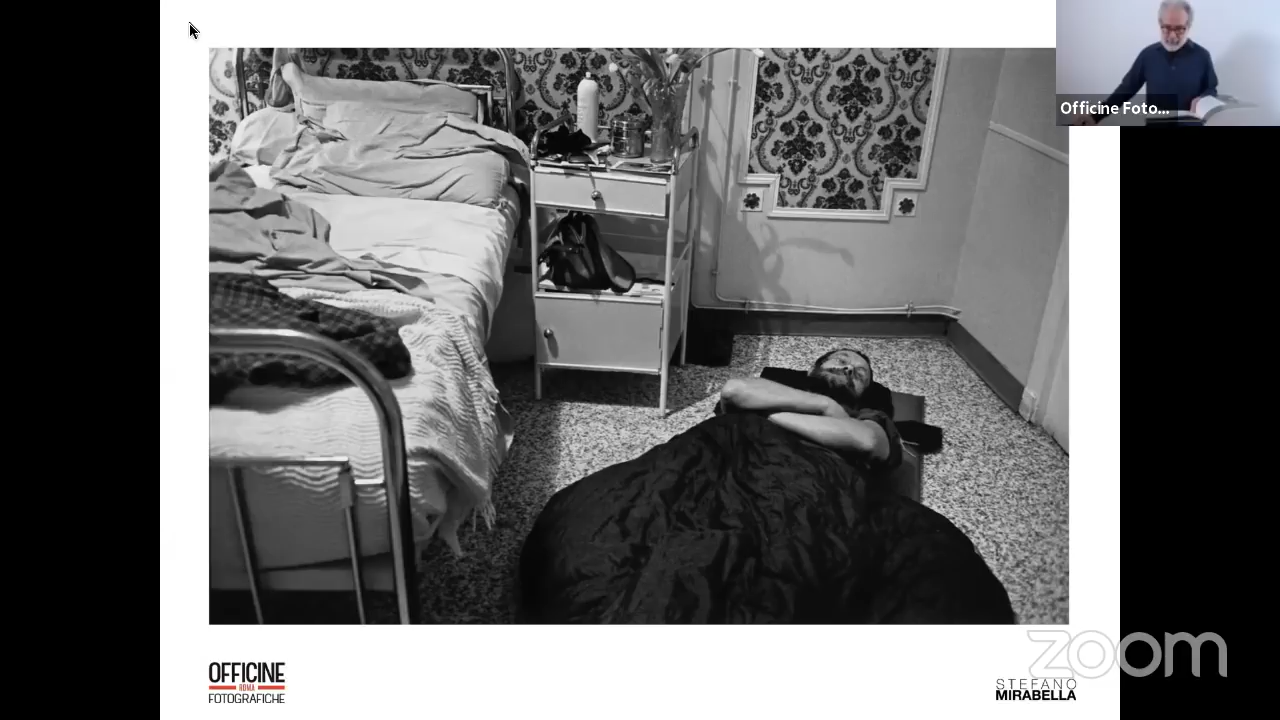 Officine Foto...
OFFICINE
ROMA
FOTOGRAFICHE
STEFANO
MIRABELLA
zoom